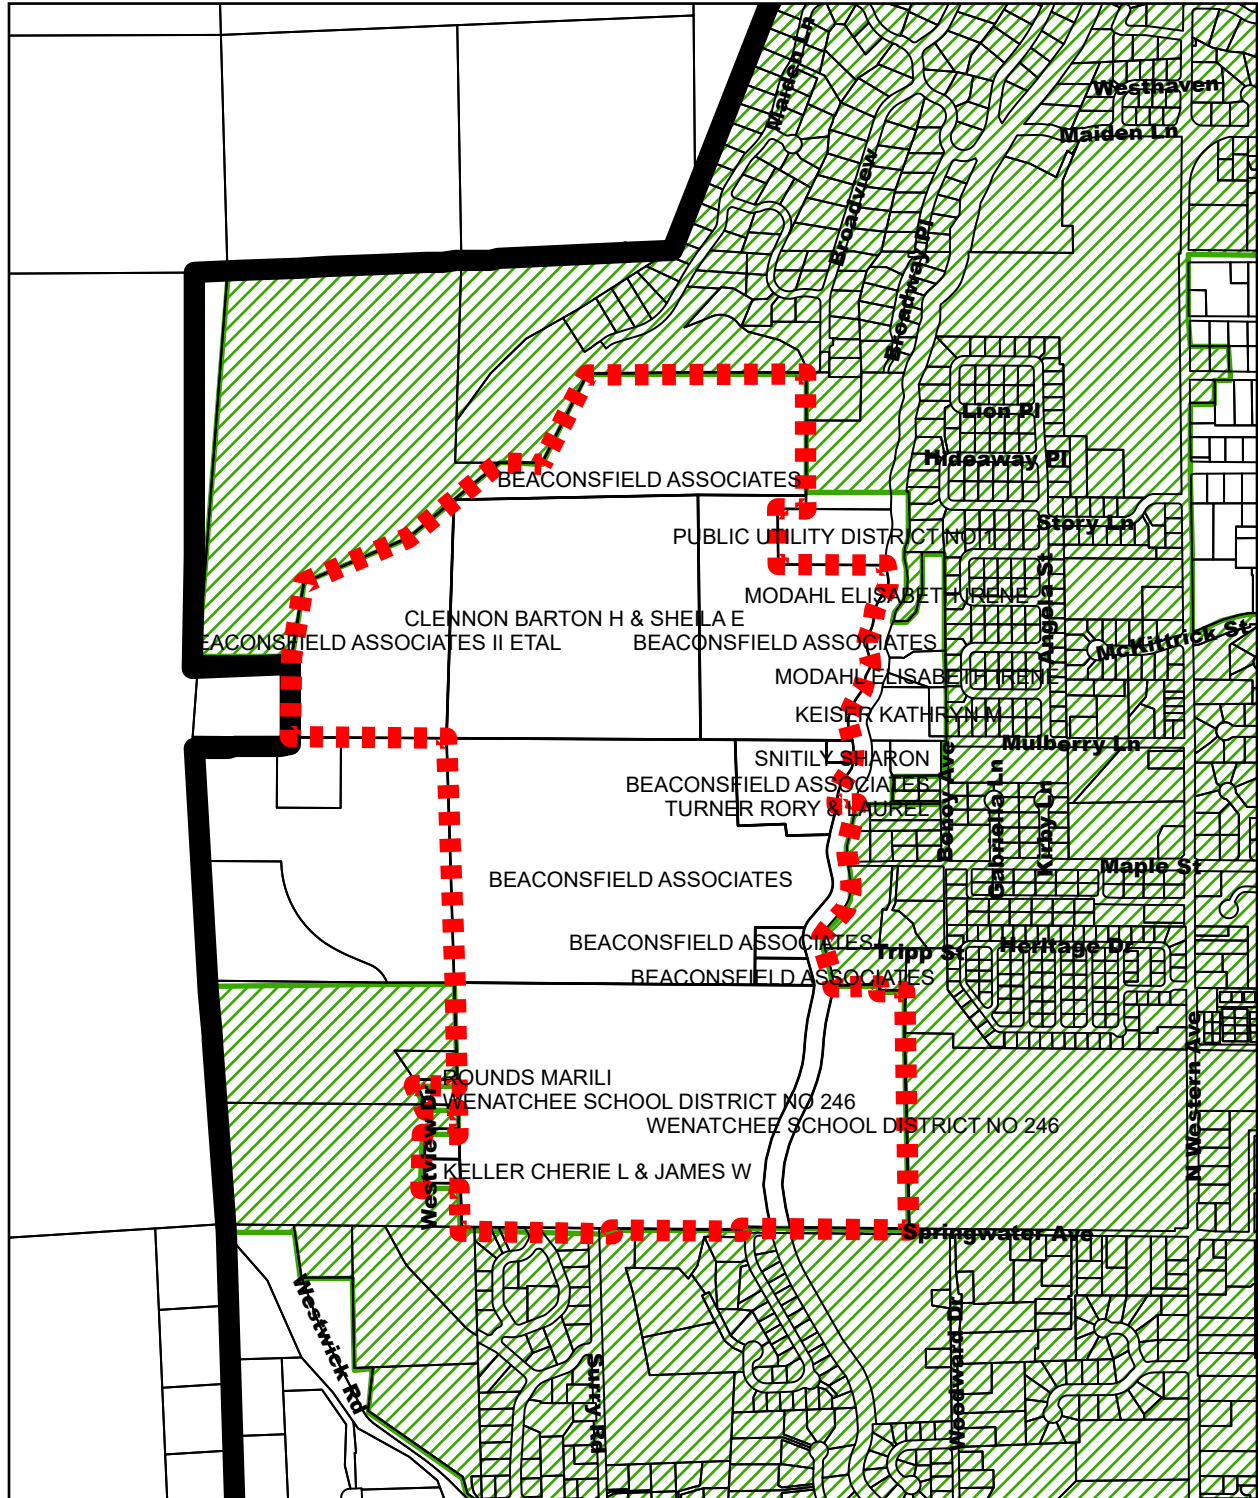 Maiden Ln
Westhaven
Maiden Ln
Broadview
Broadway Pl
Lion Pl
Hideaway Pl
BEACONSFIELD ASSOCIATES
Story Ln
PUBLIC UTILITY DISTRICT NO 1
Angela St
MODAHL ELISABETH IRENE
CLENNON BARTON H & SHEILA E
EACONSFIELD ASSOCIATES II ETAL
BEACONSFIELD ASSOCIATES
McKittrick St
MODAHL ELISABETH IRENE
KEISER KATHRYN M
Mulberry Ln
SNITILY SHARON
BEACONSFIELD ASSOCIATES
TURNER RORY & LAUREL
Gabriella Ln
Kirby Ln
Maple St
BEACONSFIELD ASSOCIATES
BEACONSFIELD ASSOCIATES
Tripp St
Heritage Dr
BEACONSFIELD ASSOCIATES
N Western Ave
ROUNDS MARILI
WENATCHEE SCHOOL DISTRICT NO 246
WENATCHEE SCHOOL DISTRICT NO 246
Westview Dr
KELLER CHERIE L & JAMES W
Springwater Ave
Westwick Rd
Surry Rd
Woodward Dr